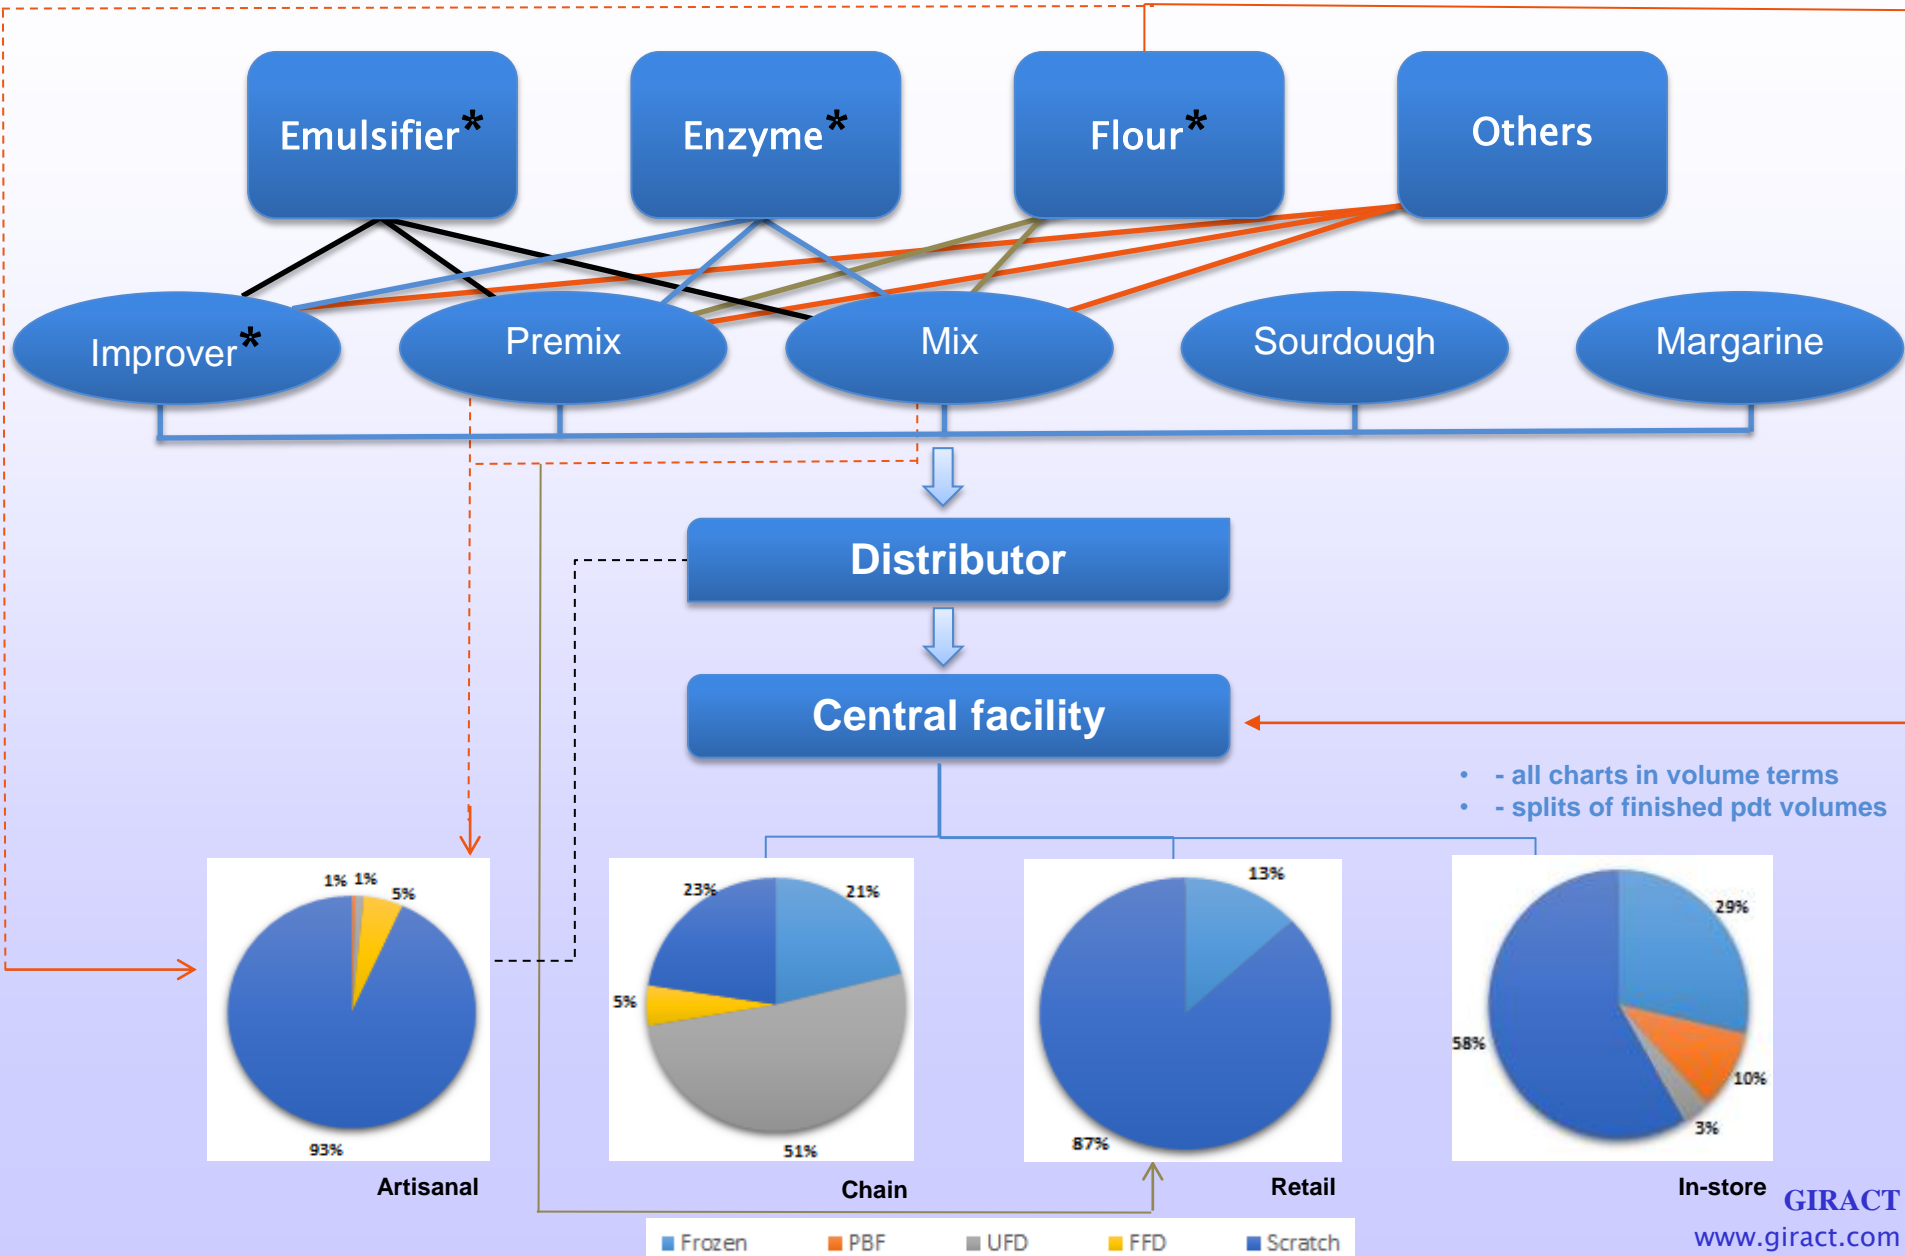 Emulsifier*
Enzyme*
Flour*
Others
Improver*
Premix
Mix
Sourdough
Margarine
Distributor
Central facility
• - all charts in volume terms
• - splits of finished pdt volumes
1% 1%
5%
93%
23%
21%
5%
51%
13%
87%
29%
58%
10%
3%
Artisanal
Chain
Retail
In-store
GIRACT
www.giract.com
Frozen PBF UFD FFD Scratch